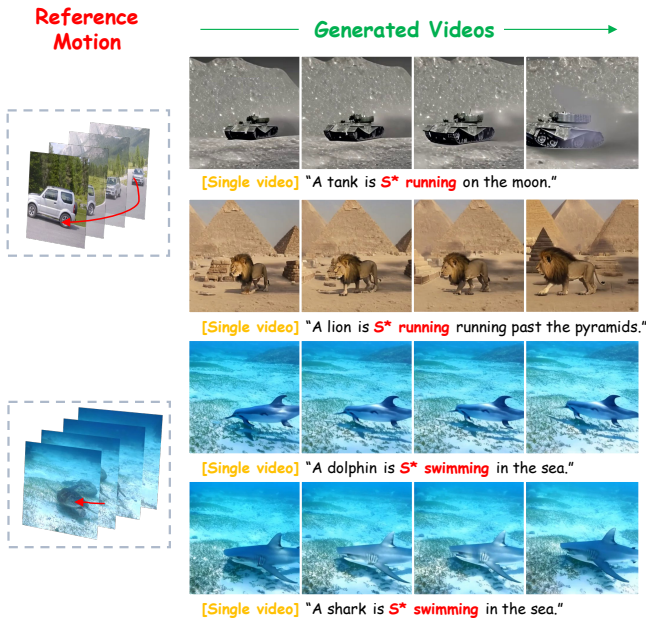 Reference
Motion
Generated Videos
[Single video] “A tank is S* running on the moon.”
[Single video] “A lion is S* running running past the pyramids.”
[Single video] “A dolphin is S* swimming in the sea.”
[Single video] “A shark is S* swimming in the sea.”